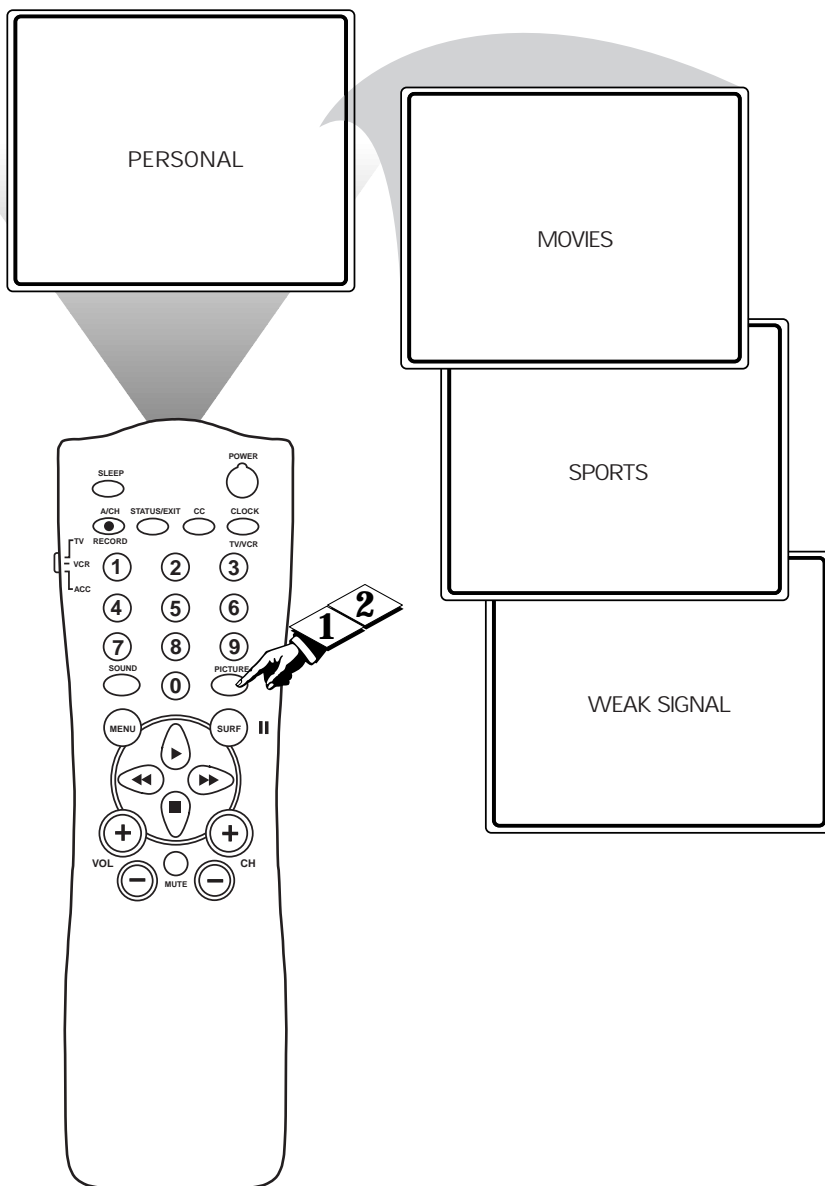 PERSONAL
MOVIES
SPORTS
WEAK SIGNAL
POWER
SLEEP
A/CH STATUS/EXIT CC CLOCK
TV RECORD TV/VCR
VCR
ACC
1 2 3
4 5 6
7 8 9
SOUND 0 PICTURE
1 2
MENU SURF
+ +
VOL CH
− MUTE −